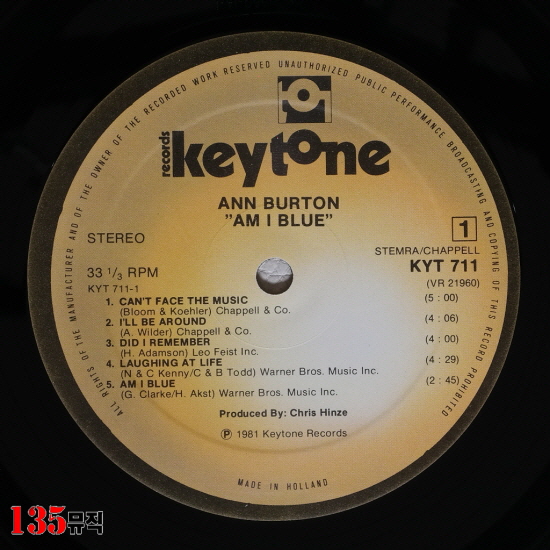 ALL RIGHTS OF THE MANUFACTURER AND OF THE OWNER OF THE RECORDED WORK RESERVED UNAUTHORIZED PUBLIC PERFORMANCE BROADCASTING AND COPYING OF THIS RECORD PROHIBITED
records
keytone
ANN BURTON
"AM I BLUE"
STEREO
1
STEMRA/CHAPPELL
33 1/3 RPM
KYT 711
KYT 711-1
(VR 21960)
1. CAN'T FACE THE MUSIC (5 : 00)
(Bloom & Koehler) Chappell & Co.
2. I'LL BE AROUND (4 : 06)
(A. Wilder) Chappell & Co.
3. DID I REMEMBER (4 : 00)
(H. Adamson) Leo Feist Inc.
4. LAUGHING AT LIFE (4 : 29)
(N & C Kenny/C & B Todd) Warner Bros. Music Inc.
5. AM I BLUE (2 : 45)
(G. Clarke/H. Akst) Warner Bros. Music Inc.
Produced By: Chris Hinze
℗ 1981 Keytone Records
MADE IN HOLLAND
135뮤직